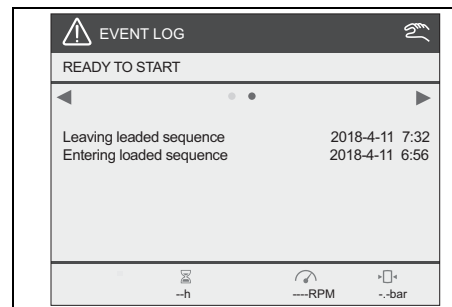 EVENT LOG
READY TO START
Leaving leaded sequence 2018-4-11 7:32
Entering loaded sequence 2018-4-11 6:56
--h ----RPM -.-bar